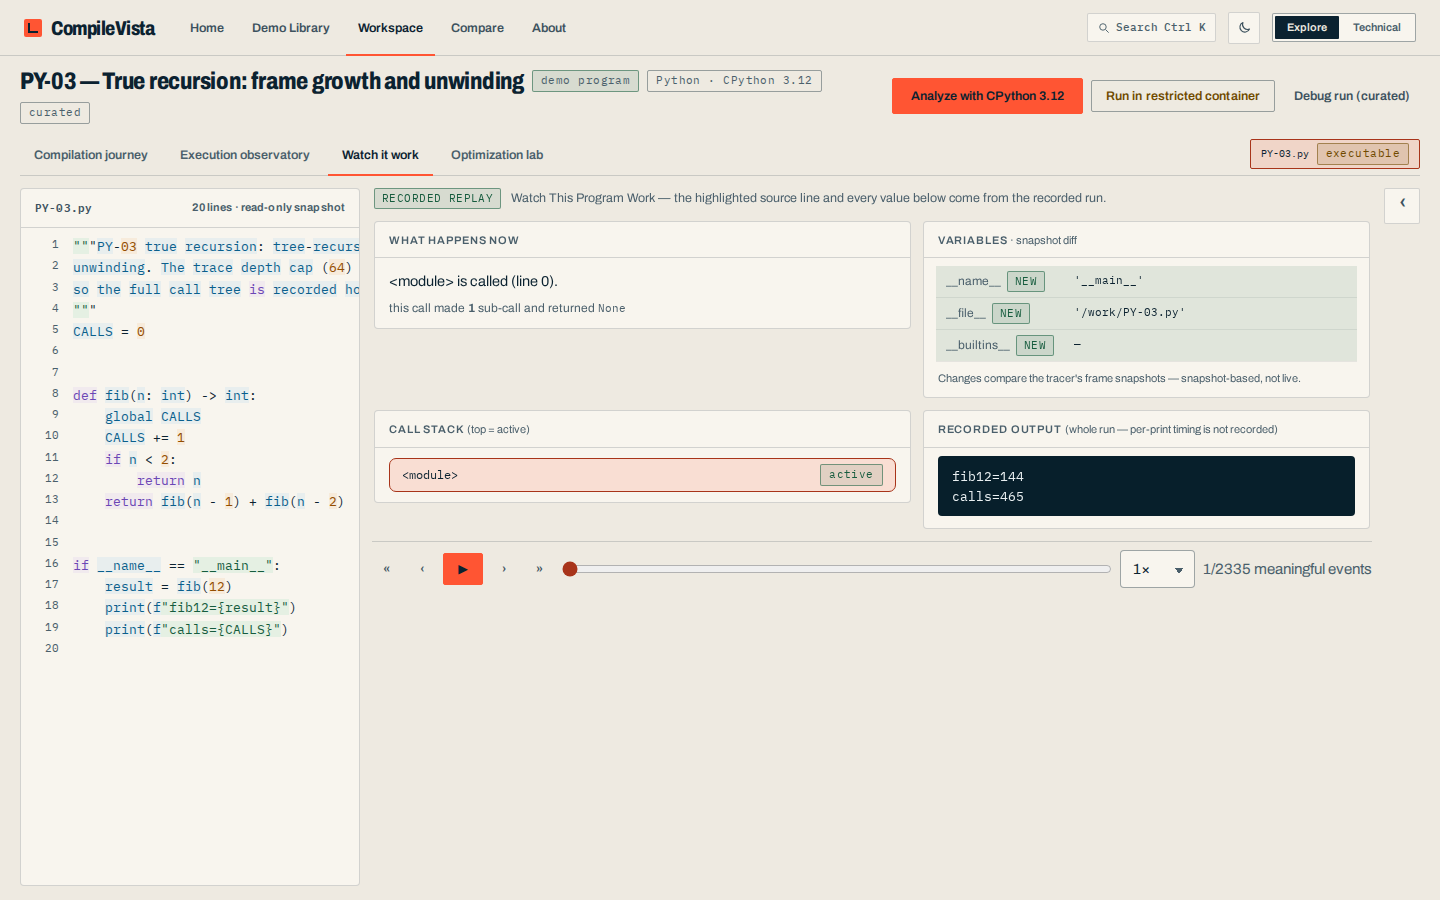 CompileVista
Home
Demo Library
Workspace
Compare
About
Search Ctrl K
Explore
Technical
PY-03 — True recursion: frame growth and unwinding
demo program
Python · CPython 3.12
curated
Analyze with CPython 3.12
Run in restricted container
Debug run (curated)
Compilation journey
Execution observatory
Watch it work
Optimization lab
PY-03.py
executable
PY-03.py
20 lines · read-only snapshot
1 """PY-03 true recursion: tree-recurs
2 unwinding. The trace depth cap (64)
3 so the full call tree is recorded ho
4 """
5 CALLS = 0
6
7
8 def fib(n: int) -> int:
9 global CALLS
10 CALLS += 1
11 if n < 2:
12 return n
13 return fib(n - 1) + fib(n - 2)
14
15
16 if __name__ == "__main__":
17 result = fib(12)
18 print(f"fib12={result}")
19 print(f"calls={CALLS}")
20
RECORDED REPLAY
Watch This Program Work — the highlighted source line and every value below come from the recorded run.
WHAT HAPPENS NOW
<module> is called (line 0).
this call made 1 sub-call and returned None
VARIABLES · snapshot diff
__name__ NEW '__main__'
__file__ NEW '/work/PY-03.py'
__builtins__ NEW —
Changes compare the tracer's frame snapshots — snapshot-based, not live.
CALL STACK (top = active)
<module>
active
RECORDED OUTPUT (whole run — per-print timing is not recorded)
fib12=144
calls=465
« ‹ ▶ › »
1×
1/2335 meaningful events
‹